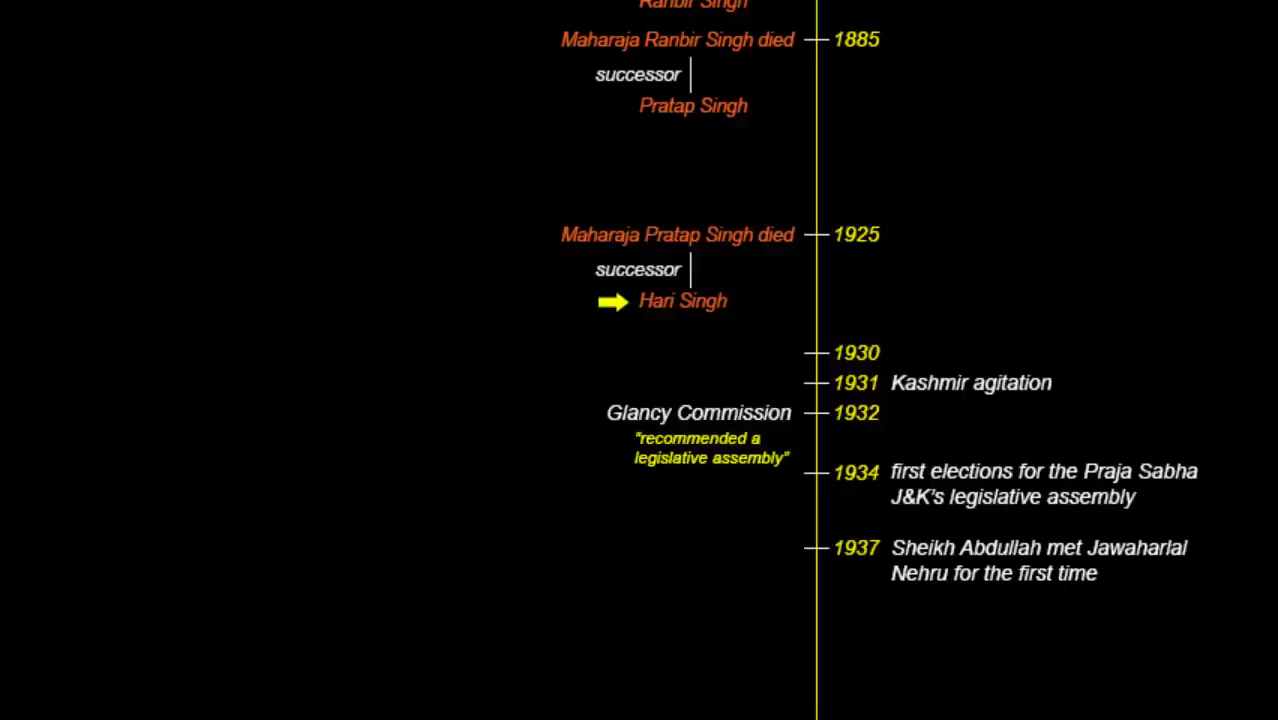 Ranbir Singh
Maharaja Ranbir Singh died 1885
successor
Pratap Singh
Maharaja Pratap Singh died 1925
successor
Hari Singh
1930
1931 Kashmir agitation
Glancy Commission 1932
"recommended a
legislative assembly"
1934 first elections for the Praja Sabha
J&K's legislative assembly
1937 Sheikh Abdullah met Jawaharlal
Nehru for the first time